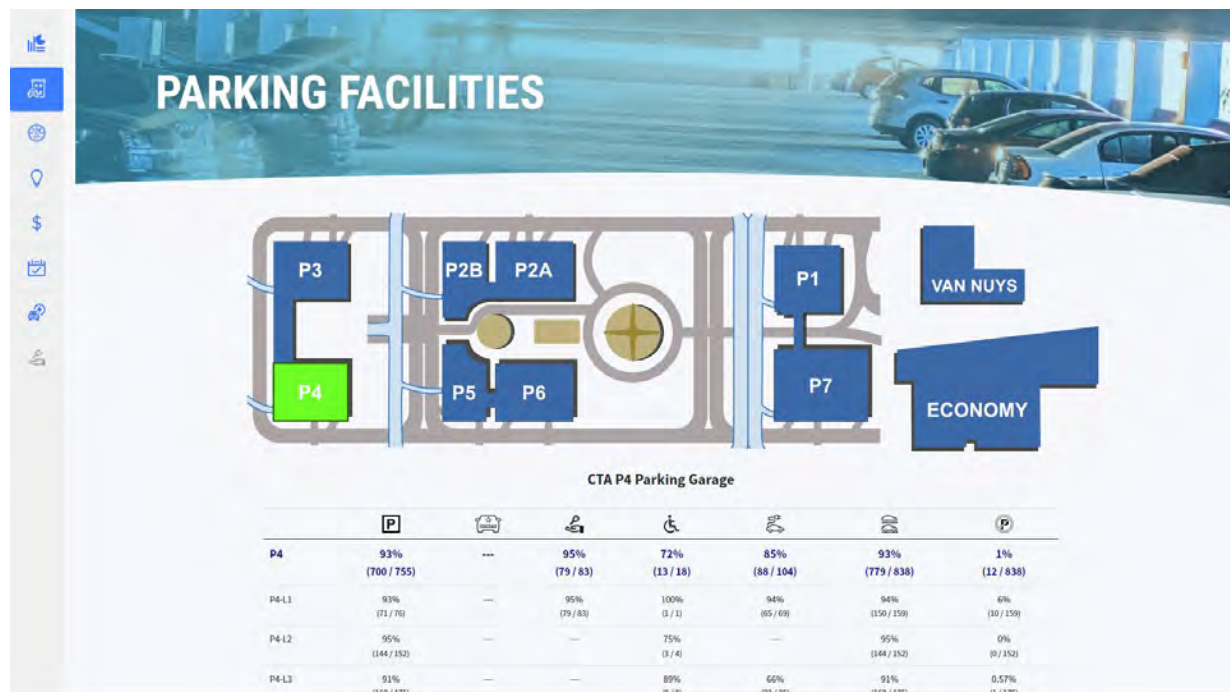 PARKING FACILITIES
P3
P2B
P2A
P1
VAN NUYS
P4
P5
P6
P7
ECONOMY
CTA P4 Parking Garage
P4 93% --- 95% 72% 85% 93% 1%
(700 / 755) (79 / 83) (13 / 18) (88 / 104) (779 / 838) (12 / 838)
P4-L1 93% --- 95% 100% 94% 94% 6%
(71 / 76) (79 / 83) (1 / 1) (65 / 69) (150 / 159) (10 / 159)
P4-L2 95% --- --- 75% --- 95% 0%
(144 / 152) (3 / 4) (144 / 152) (0 / 152)
P4-L3 91% --- --- 89% 66% 91% 0.57%